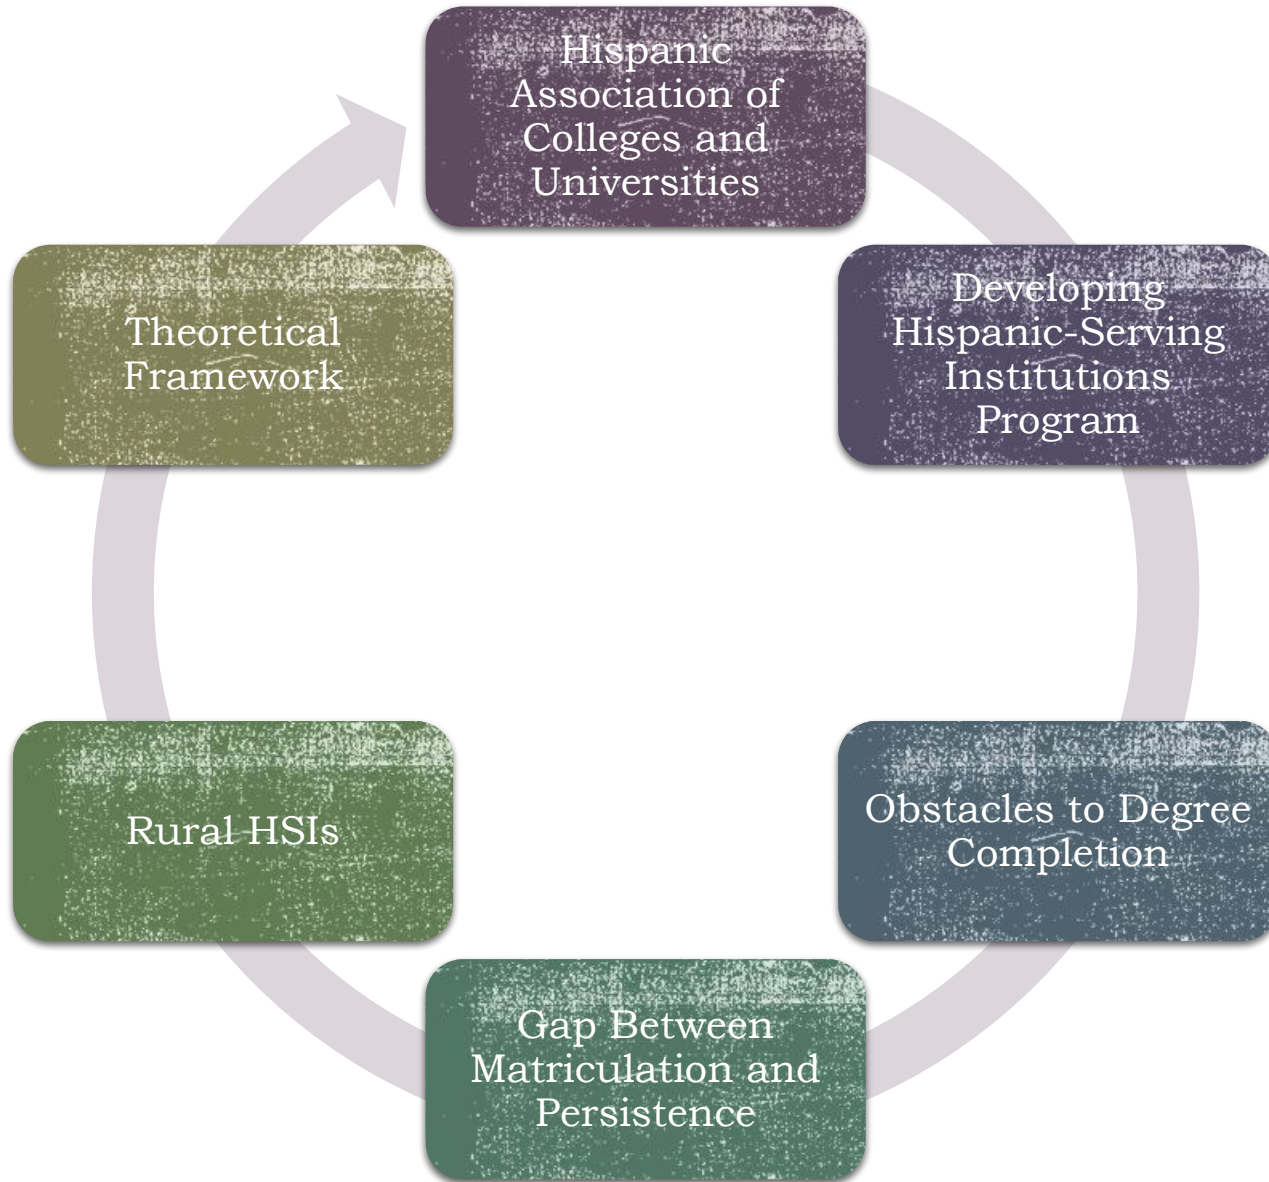 Hispanic
Association of
Colleges and
Universities
Developing
Hispanic-Serving
Institutions
Program
Obstacles to Degree
Completion
Gap Between
Matriculation and
Persistence
Rural HSIs
Theoretical
Framework